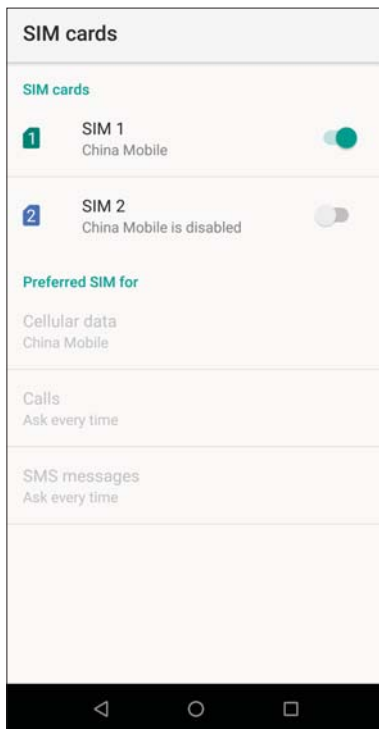 SIM cards
SIM cards
1
SIM 1
China Mobile
2
SIM 2
China Mobile is disabled
Preferred SIM for
Cellular data
China Mobile
Calls
Ask every time
SMS messages
Ask every time